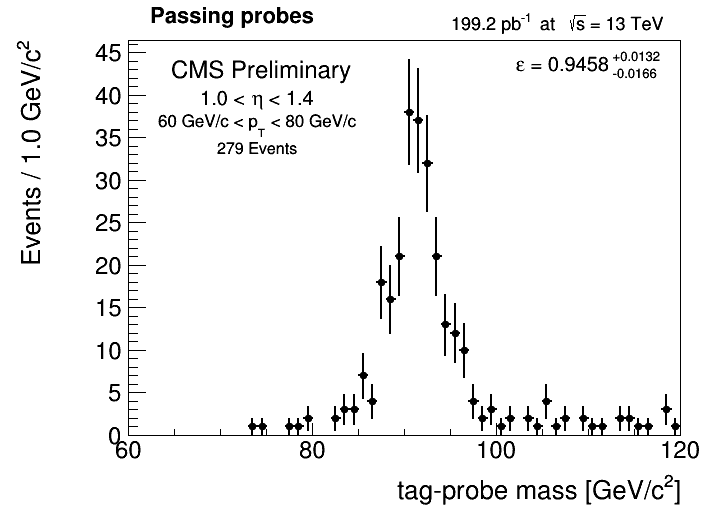 Passing probes
199.2 pb⁻¹ at √s = 13 TeV
CMS Preliminary
ε = 0.9458 +0.0132 -0.0166
1.0 < η < 1.4
60 GeV/c < p_T < 80 GeV/c
279 Events
Events / 1.0 GeV/c²
45
40
35
30
25
20
15
10
5
0
60
80
100
120
tag-probe mass [GeV/c²]